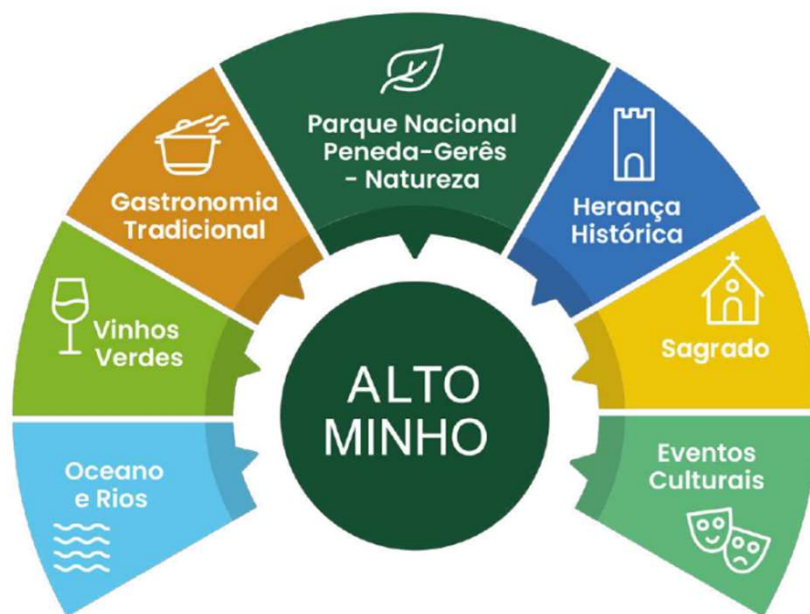 Parque Nacional
Peneda-Gerês
- Natureza
Gastronomia
Tradicional
Herança
Histórica
Vinhos
Verdes
Sagrado
ALTO
MINHO
Oceano
e Rios
Eventos
Culturais